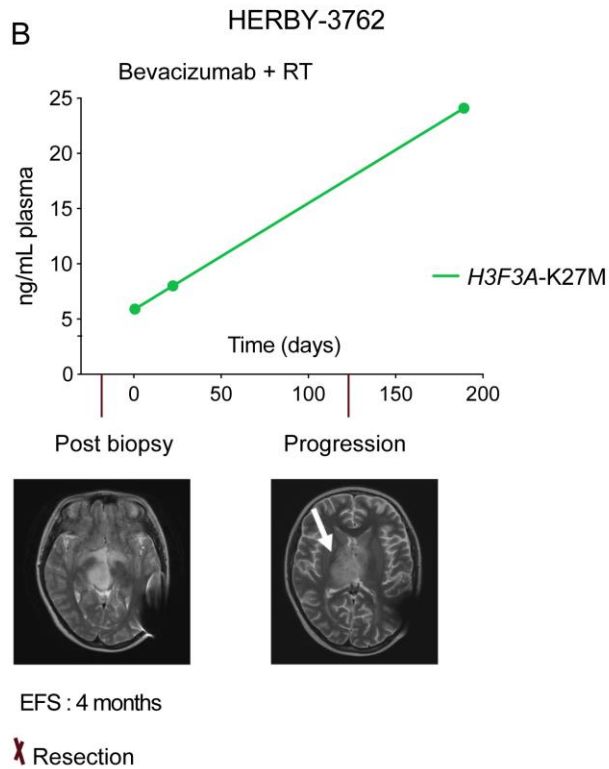 B
HERBY-3762
Bevacizumab + RT
ng/mL plasma
25
20
15
10
5
0
H3F3A-K27M
Time (days)
0 50 100 150 200
Post biopsy Progression
EFS : 4 months
Resection